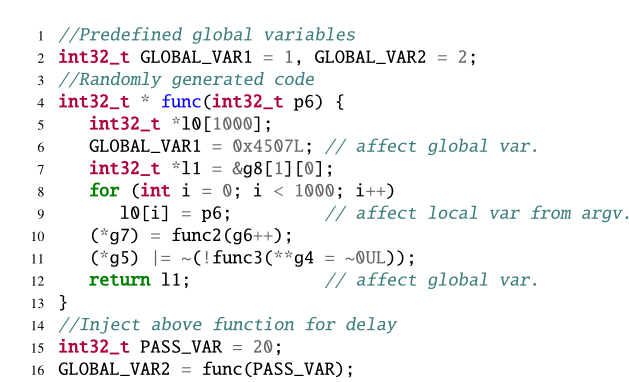 1 //Predefined global variables
2 int32_t GLOBAL_VAR1 = 1, GLOBAL_VAR2 = 2;
3 //Randomly generated code
4 int32_t * func(int32_t p6) {
5 int32_t *l0[1000];
6 GLOBAL_VAR1 = 0x4507L; // affect global var.
7 int32_t *l1 = &g8[1][0];
8 for (int i = 0; i < 1000; i++)
9 l0[i] = p6; // affect local var from argv.
10 (*g7) = func2(g6++);
11 (*g5) |= ~(!func3(**g4 = ~0UL));
12 return l1; // affect global var.
13 }
14 //Inject above function for delay
15 int32_t PASS_VAR = 20;
16 GLOBAL_VAR2 = func(PASS_VAR);